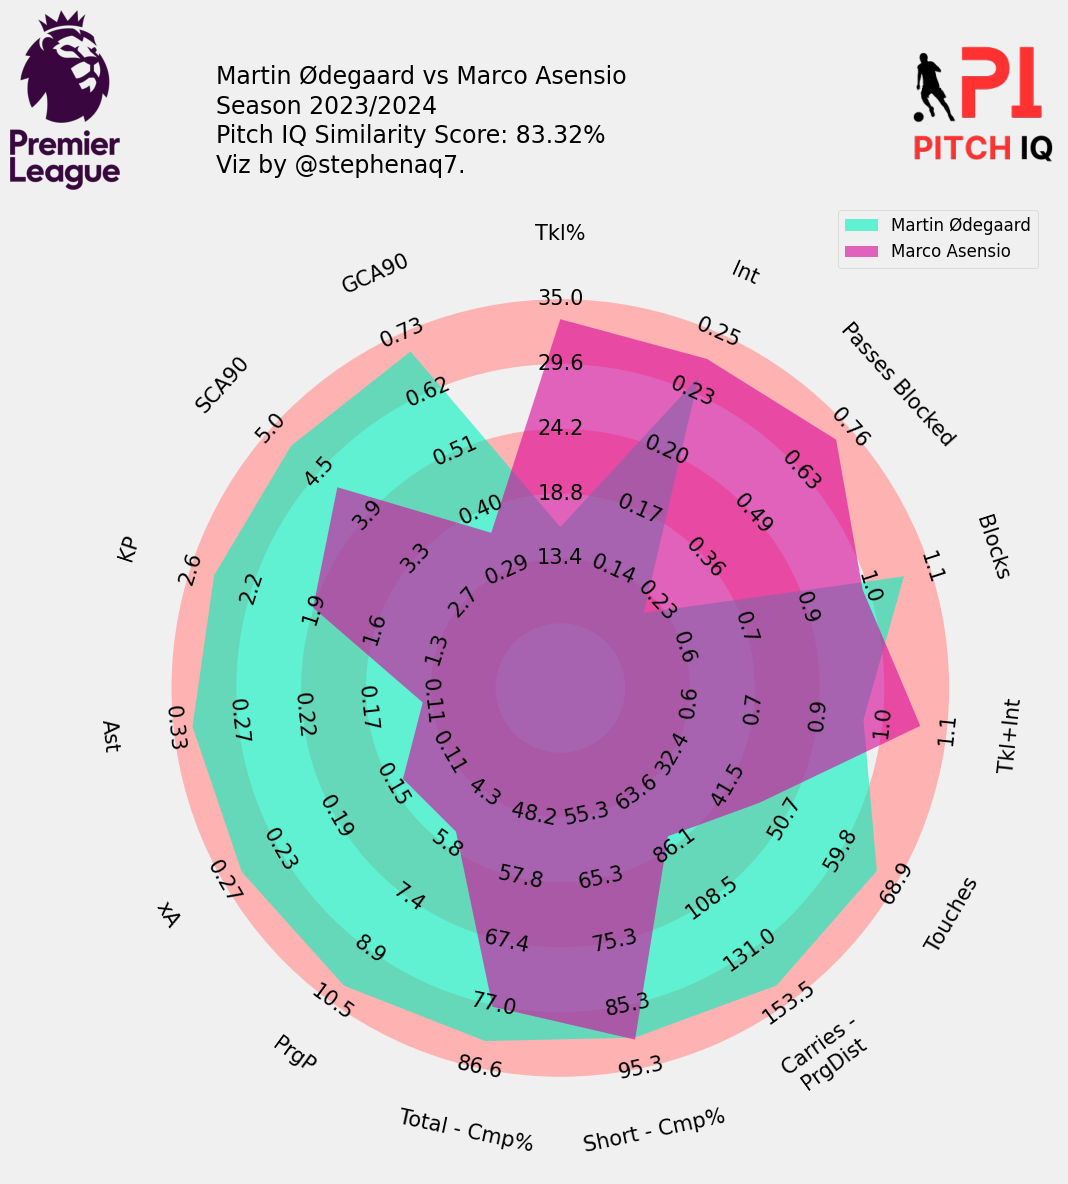 Martin Ødegaard vs Marco Asensio
Season 2023/2024
Pitch IQ Similarity Score: 83.32%
Viz by @stephenaq7.
Premier
League
PI
PITCH IQ
Martin Ødegaard
Marco Asensio
Tkl%
35.0
29.6
24.2
18.8
13.4
Int
0.25
0.23
0.20
0.17
0.14
Passes Blocked
0.76
0.63
0.49
0.36
0.23
Blocks
1.1
1.0
0.9
0.7
0.6
Tkl+Int
1.1
1.0
0.9
0.7
0.6
Touches
68.9
59.8
50.7
41.5
32.4
Carries -
PrgDist
153.5
131.0
108.5
86.1
63.6
Short - Cmp%
95.3
85.3
75.3
65.3
55.3
Total - Cmp%
86.6
77.0
67.4
57.8
48.2
PrgP
10.5
8.9
7.4
5.8
4.3
xA
0.27
0.23
0.19
0.15
0.11
Ast
0.33
0.27
0.22
0.17
0.11
KP
2.6
2.2
1.9
1.6
1.3
SCA90
5.0
4.5
3.9
3.3
2.7
GCA90
0.73
0.62
0.51
0.40
0.29